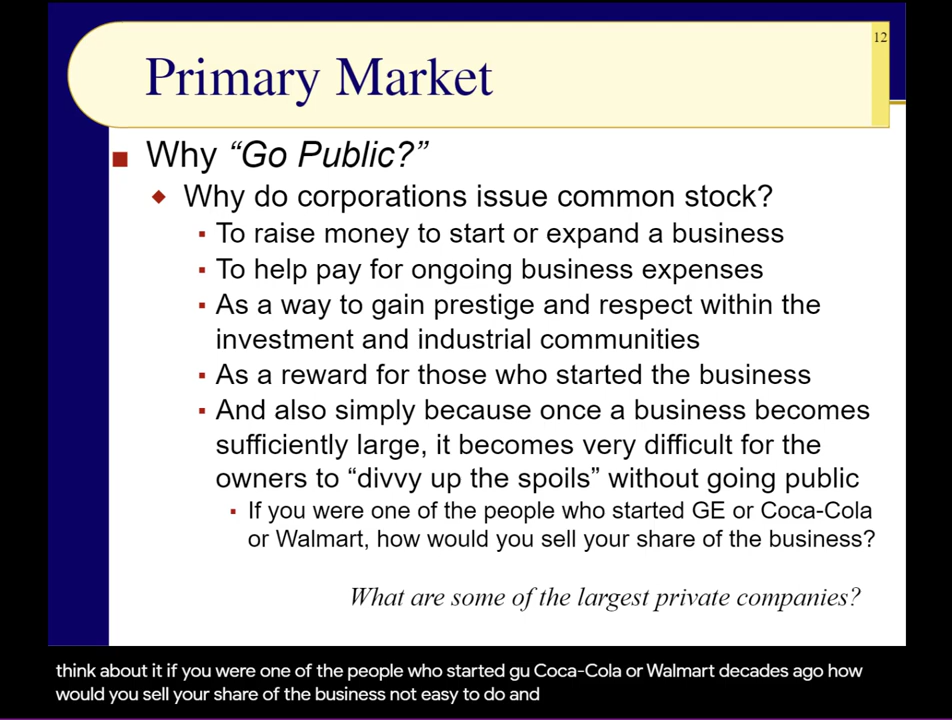 12
Primary Market
Why “Go Public?”
Why do corporations issue common stock?
To raise money to start or expand a business
To help pay for ongoing business expenses
As a way to gain prestige and respect within the
investment and industrial communities
As a reward for those who started the business
And also simply because once a business becomes
sufficiently large, it becomes very difficult for the
owners to “divvy up the spoils” without going public
If you were one of the people who started GE or Coca-Cola
or Walmart, how would you sell your share of the business?
What are some of the largest private companies?
think about it if you were one of the people who started gu Coca-Cola or Walmart decades ago how
would you sell your share of the business not easy to do and